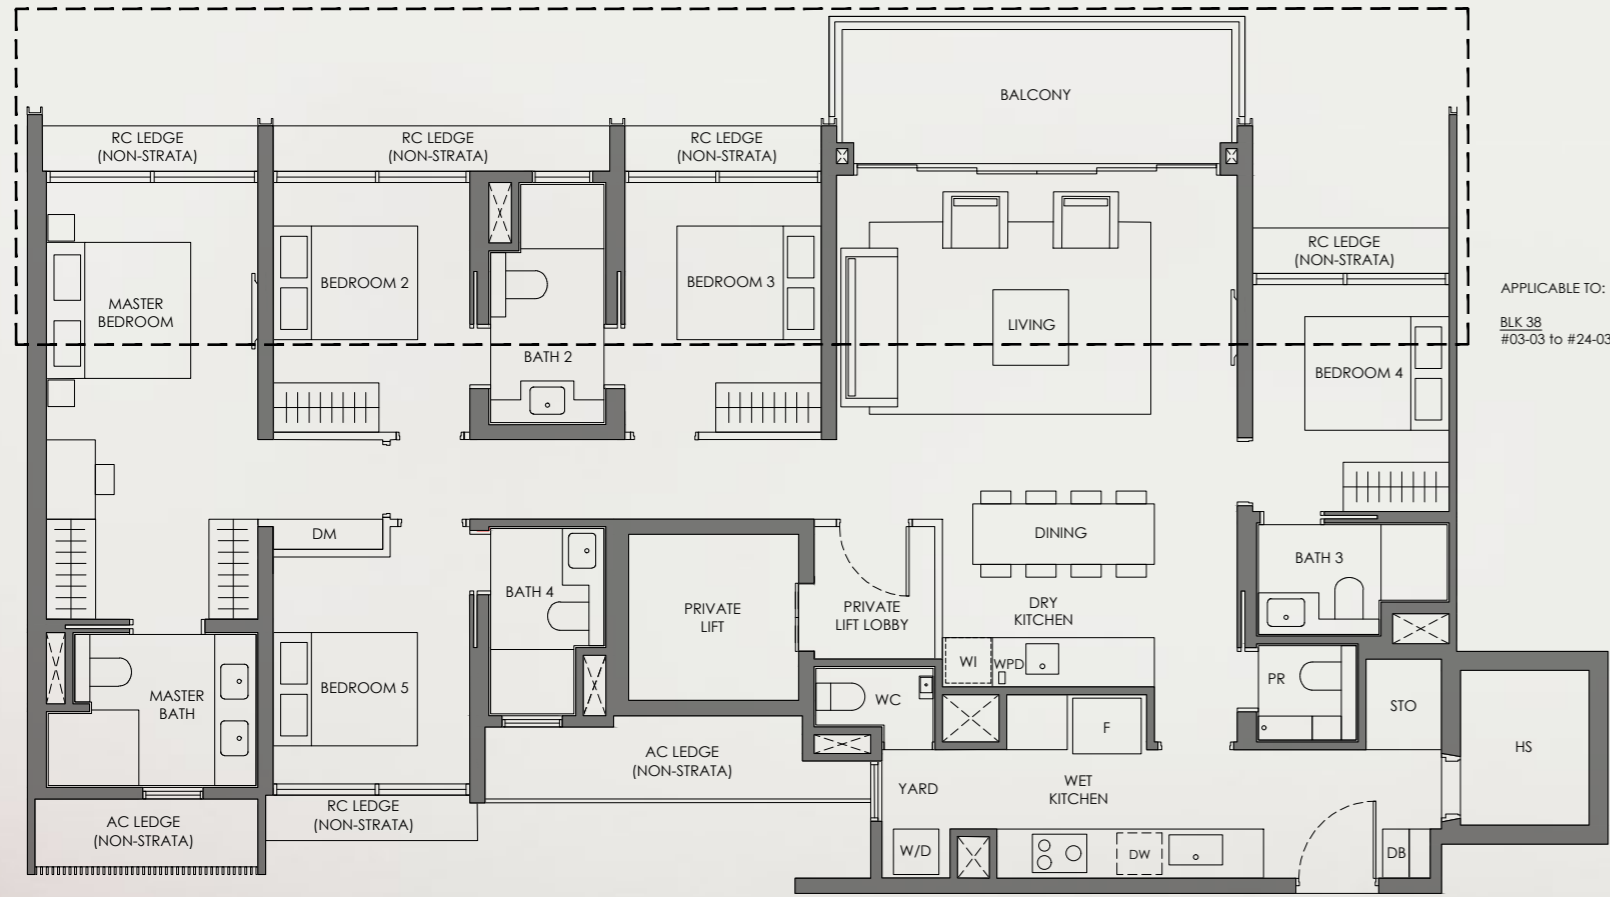 BALCONY
RC LEDGE
(NON-STRATA)
RC LEDGE
(NON-STRATA)
RC LEDGE
(NON-STRATA)
RC LEDGE
(NON-STRATA)
MASTER
BEDROOM
BEDROOM 2
BEDROOM 3
LIVING
APPLICABLE TO:
BLK 38
#03-03 to #24-03
BATH 2
BEDROOM 4
DM
DINING
BATH 3
BATH 4
PRIVATE
LIFT
PRIVATE
LIFT LOBBY
DRY
KITCHEN
WI
WPD
MASTER
BATH
BEDROOM 5
WC
PR
STO
F
HS
AC LEDGE
(NON-STRATA)
YARD
WET
KITCHEN
RC LEDGE
(NON-STRATA)
AC LEDGE
(NON-STRATA)
W/D
DW
DB